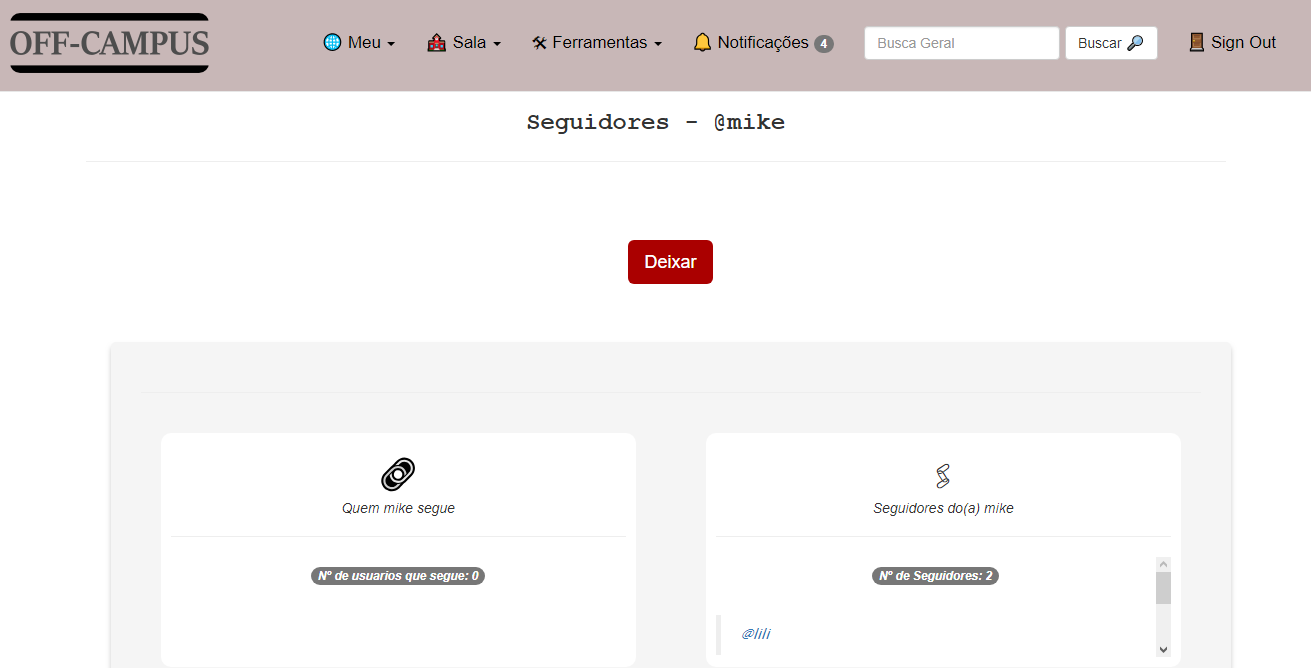 OFF-CAMPUS
Meu
Sala
Ferramentas
Notificações 4
Busca Geral
Buscar
Sign Out
Seguidores - @mike
Deixar
Quem mike segue
Nº de usuarios que segue: 0
Seguidores do(a) mike
Nº de Seguidores: 2
@lili